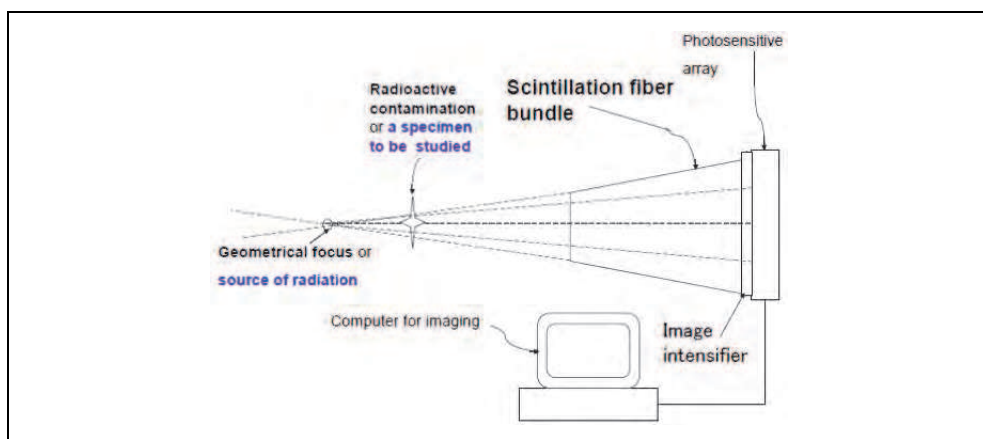 Photosensitive
array
Scintillation fiber
bundle
Radioactive
contamination
or a specimen
to be studied
Geometrical focus or
source of radiation
Computer for imaging
Image
intensifier